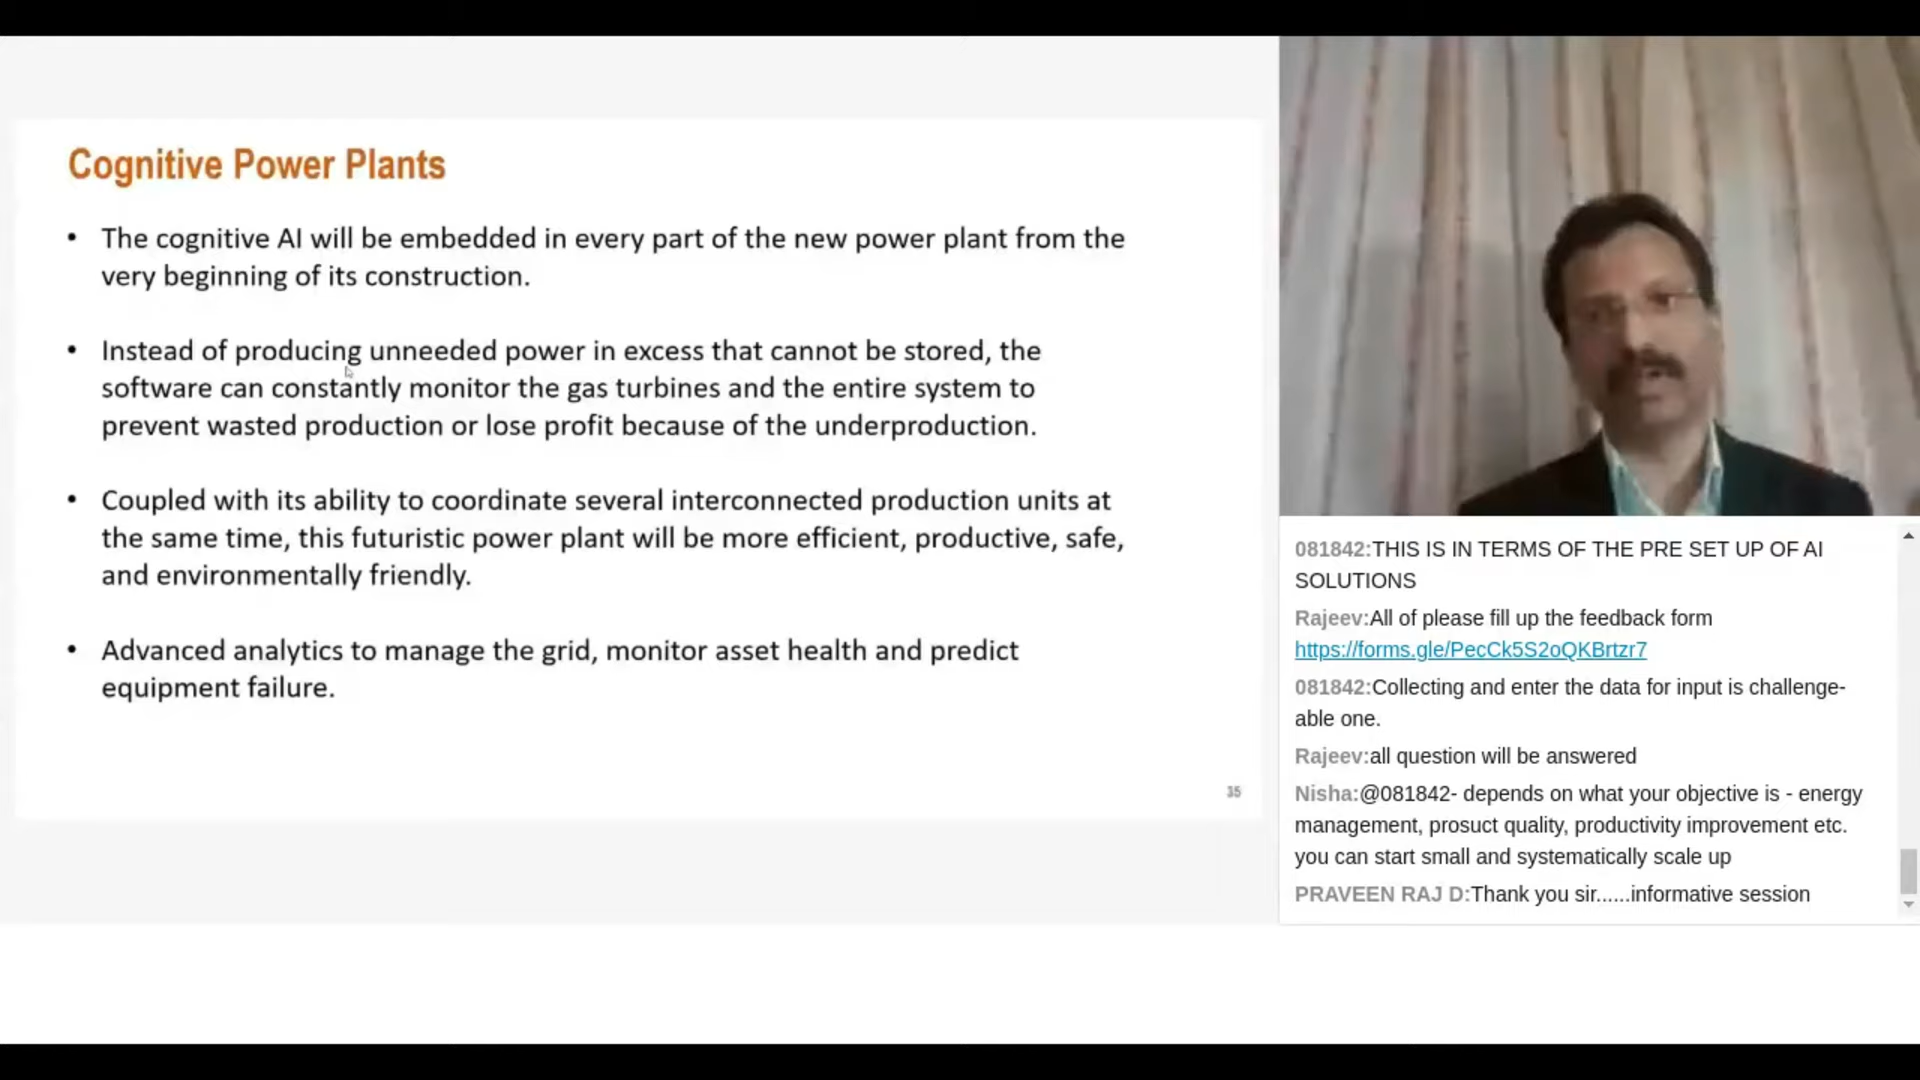 Cognitive Power Plants
• The cognitive AI will be embedded in every part of the new power plant from the
very beginning of its construction.
• Instead of producing unneeded power in excess that cannot be stored, the
software can constantly monitor the gas turbines and the entire system to
prevent wasted production or lose profit because of the underproduction.
• Coupled with its ability to coordinate several interconnected production units at
the same time, this futuristic power plant will be more efficient, productive, safe,
and environmentally friendly.
• Advanced analytics to manage the grid, monitor asset health and predict
equipment failure.
35
081842:THIS IS IN TERMS OF THE PRE SET UP OF AI
SOLUTIONS
Rajeev:All of please fill up the feedback form
https://forms.gle/PecCk5S2oQKBrtzr7
081842:Collecting and enter the data for input is challenge-
able one.
Rajeev:all question will be answered
Nisha:@081842- depends on what your objective is - energy
management, prosuct quality, productivity improvement etc.
you can start small and systematically scale up
PRAVEEN RAJ D:Thank you sir......informative session